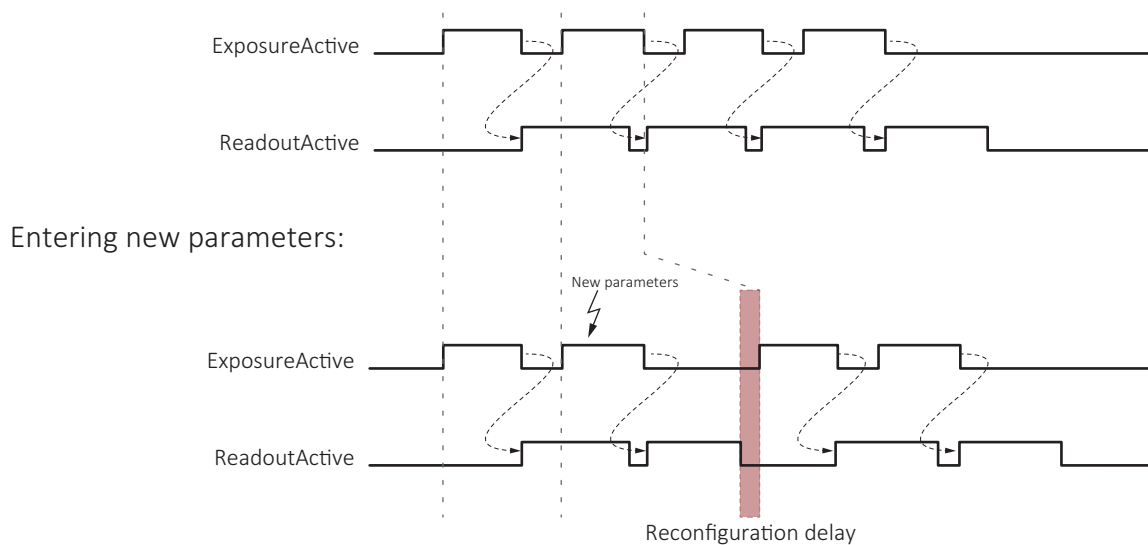 ExposureActive
ReadoutActive
Entering new parameters:
New parameters
ExposureActive
ReadoutActive
Reconfiguration delay